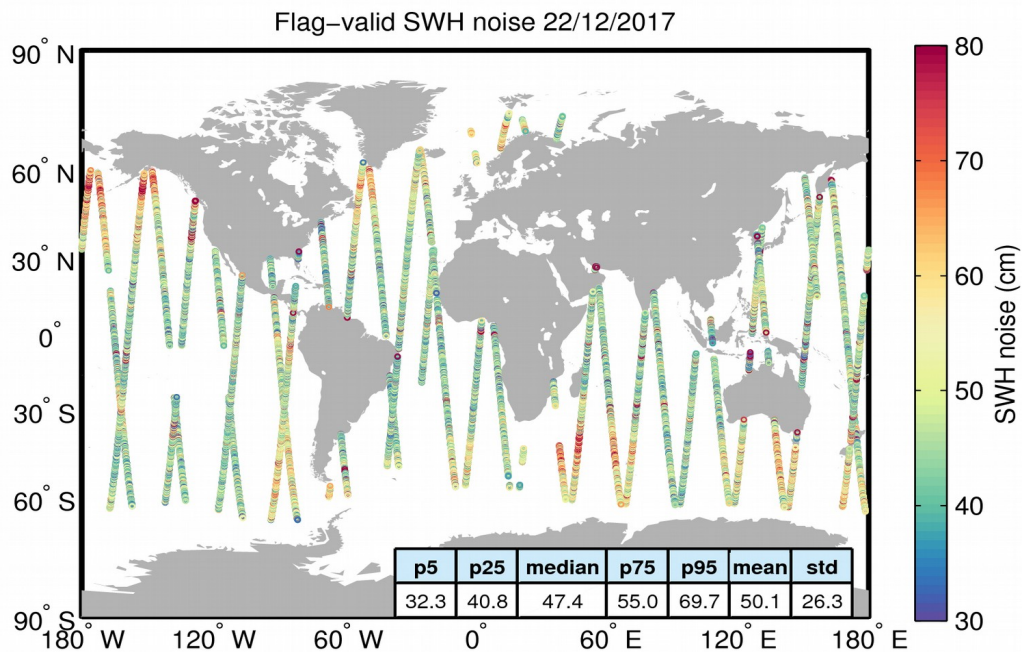 Flag−valid SWH noise 22/12/2017
90° N
60° N
30° N
0°
30° S
60° S
90° S
180° W
120° W
60° W
0°
60° E
120° E
180° E
80
70
60
50
40
30
SWH noise (cm)
p5 p25 median p75 p95 mean std
32.3 40.8 47.4 55.0 69.7 50.1 26.3